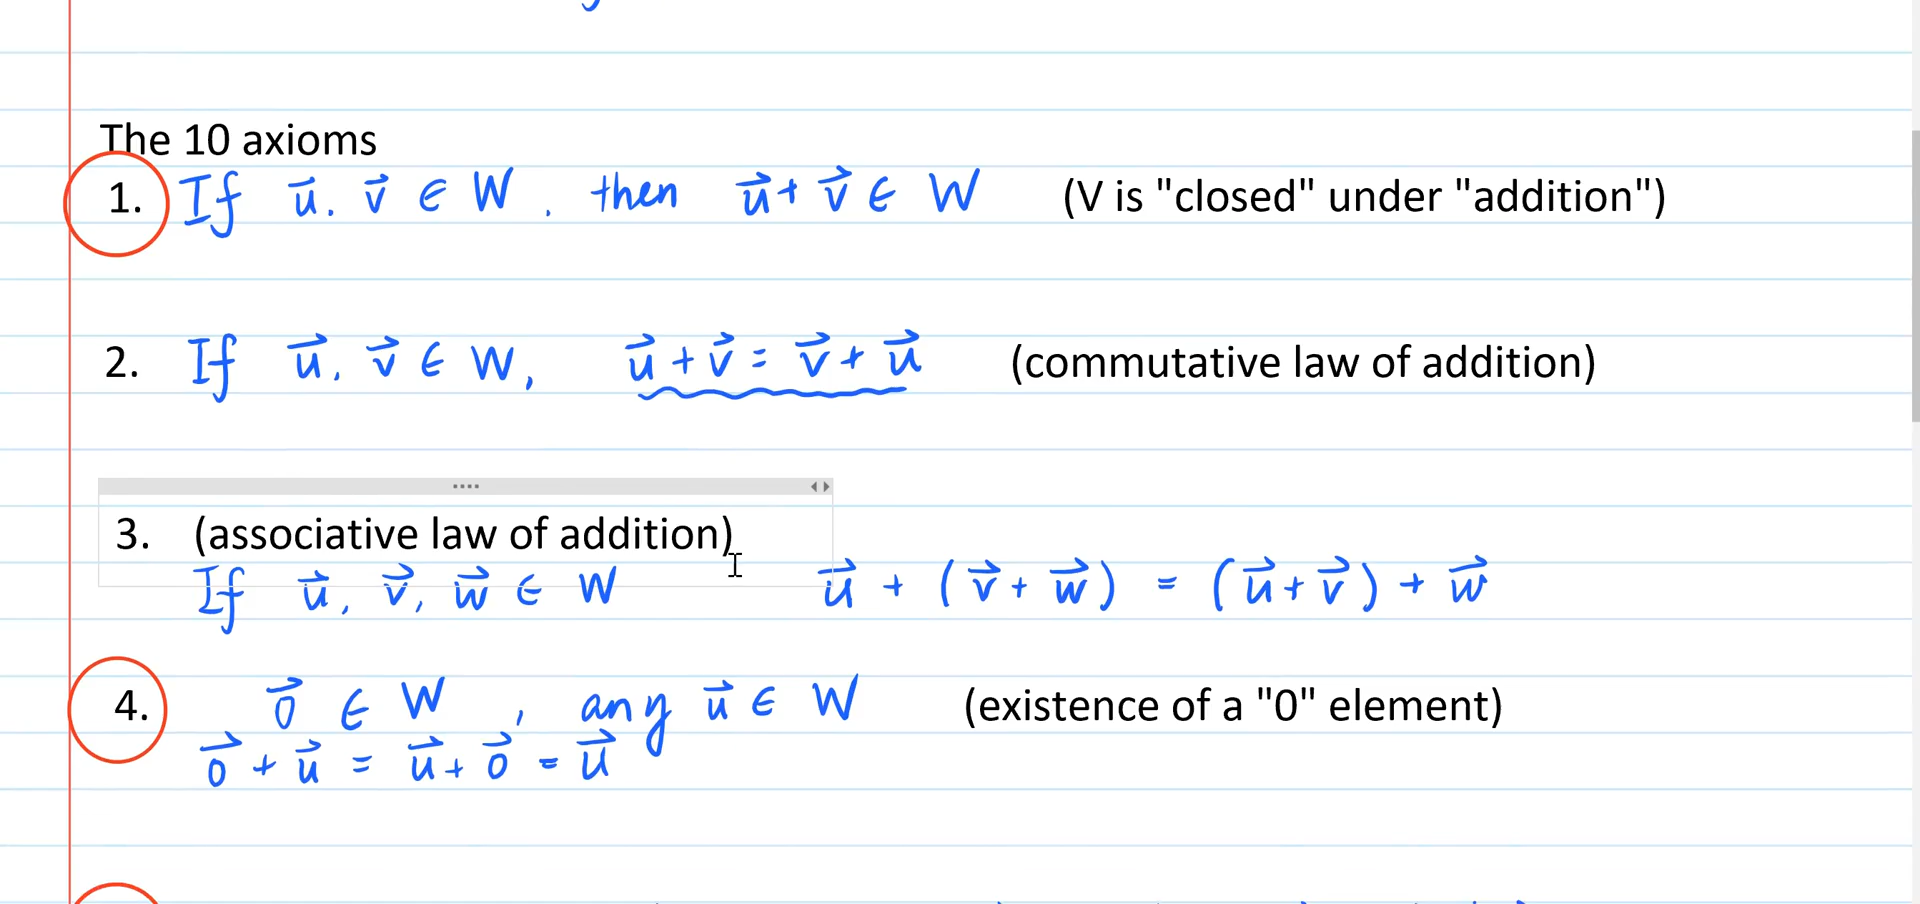 The 10 axioms
1. If u⃗, v⃗ ∈ W, then u⃗ + v⃗ ∈ W (V is "closed" under "addition")
2. If u⃗, v⃗ ∈ W, u⃗ + v⃗ = v⃗ + u⃗ (commutative law of addition)
3. (associative law of addition)
If u⃗, v⃗, w⃗ ∈ W u⃗ + (v⃗ + w⃗) = (u⃗ + v⃗) + w⃗
4. 0⃗ ∈ W, any u⃗ ∈ W (existence of a "0" element)
0⃗ + u⃗ = u⃗ + 0⃗ = u⃗